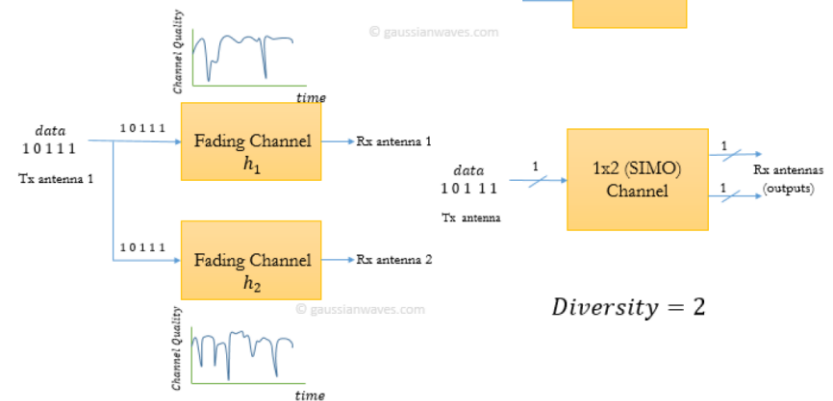 Channel Quality
time
© gaussianwaves.com
data
1 0 1 1 1
Tx antenna 1
1 0 1 1 1
Fading Channel
h1
Rx antenna 1
1 0 1 1 1
Fading Channel
h2
Rx antenna 2
© gaussianwaves.com
Channel Quality
time
data
1 0 1 1 1
Tx antenna
1
1x2 (SIMO)
Channel
1
1
Rx antennas
(outputs)
Diversity = 2